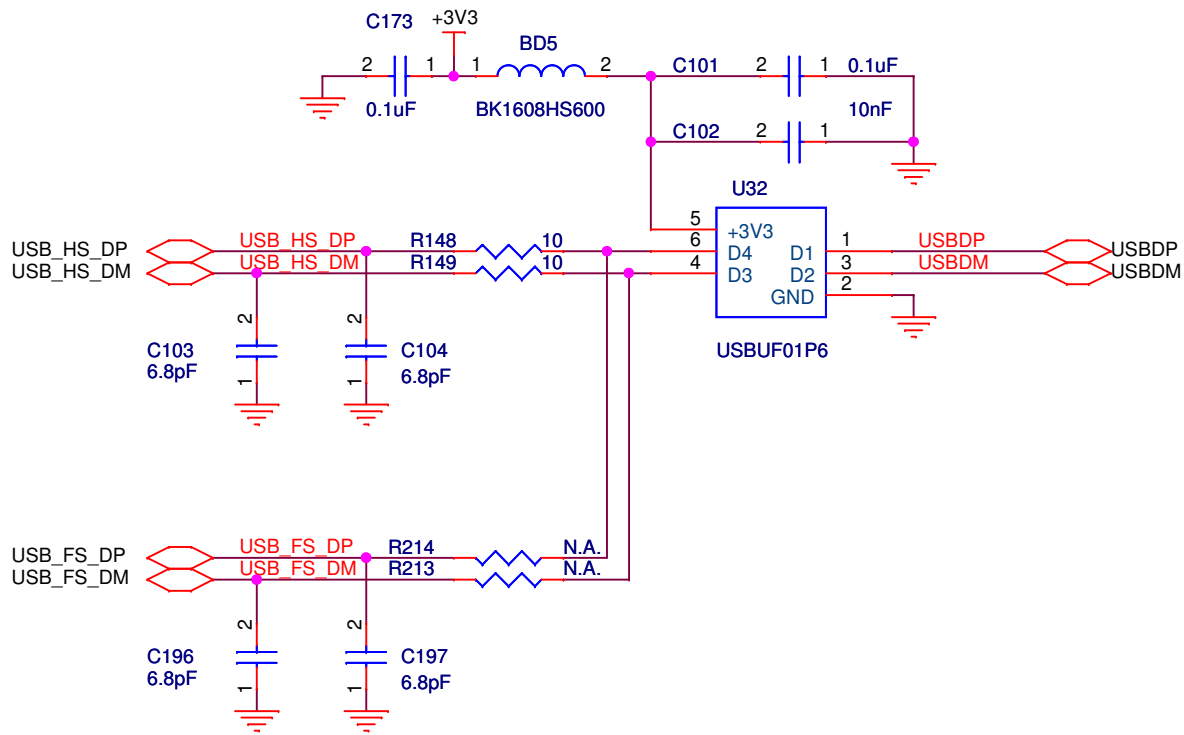 C173 +3V3
BD5
2 1 1 2 C101 2 1 0.1uF
0.1uF BK1608HS600 10nF
C102 2 1
U32
5 +3V3
USB_HS_DP USB_HS_DP R148 10 6 D4 D1 1 USBDP USBDP
USB_HS_DM USB_HS_DM R149 10 4 D3 D2 3 USBDM USBDM
GND 2
2 2
C103 C104 USBUF01P6
6.8pF 6.8pF
1 1
USB_FS_DP USB_FS_DP R214 N.A.
USB_FS_DM USB_FS_DM R213 N.A.
2 2
C196 C197
6.8pF 6.8pF
1 1